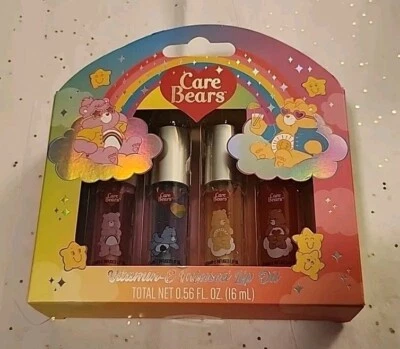 Care
Bears
Care
Bears
Care
Bears
Care
Bears
Care
Bears
Vitamin-E Infused Lip Oil
TOTAL NET 0.56 FL. OZ. (16 mL)